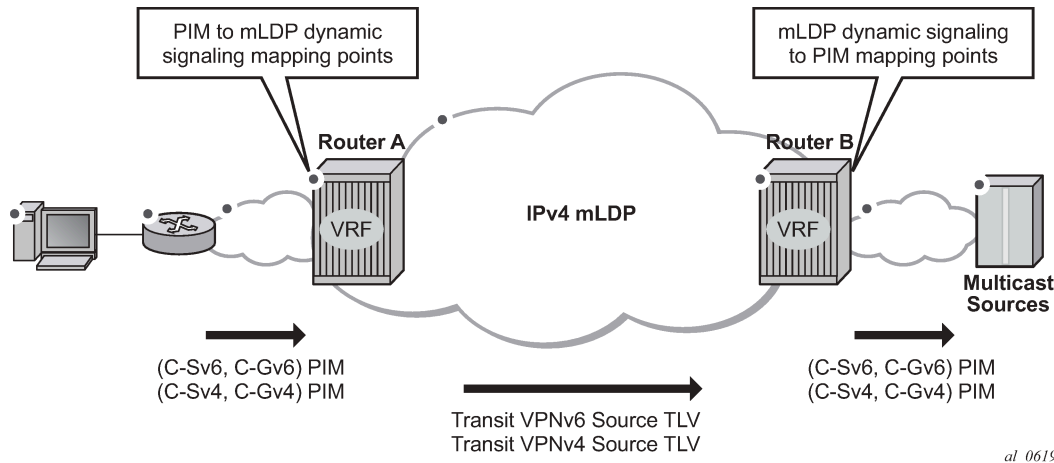 PIM to mLDP dynamic
signaling mapping points
mLDP dynamic signaling
to PIM mapping points
Router A
Router B
IPv4 mLDP
VRF
VRF
Multicast
Sources
(C-Sv6, C-Gv6) PIM
(C-Sv4, C-Gv4) PIM
(C-Sv6, C-Gv6) PIM
(C-Sv4, C-Gv4) PIM
Transit VPNv6 Source TLV
Transit VPNv4 Source TLV
al_0619